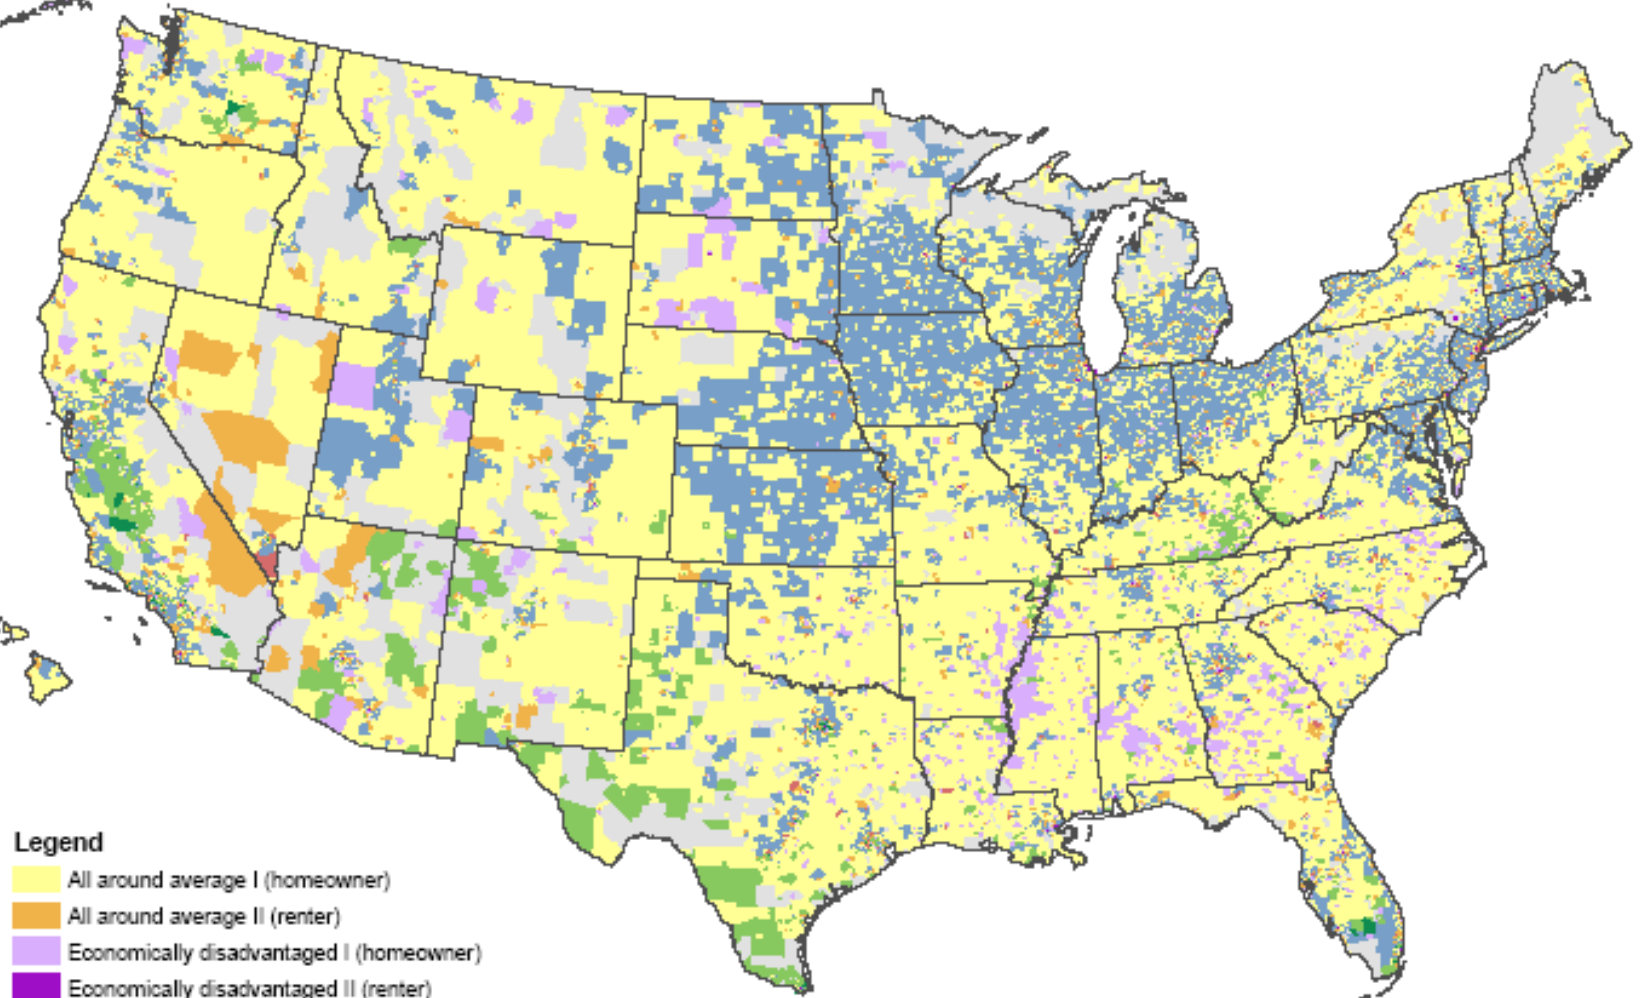 Legend
All around average I (homeowner)
All around average II (renter)
Economically disadvantaged I (homeowner)
Economically disadvantaged II (renter)